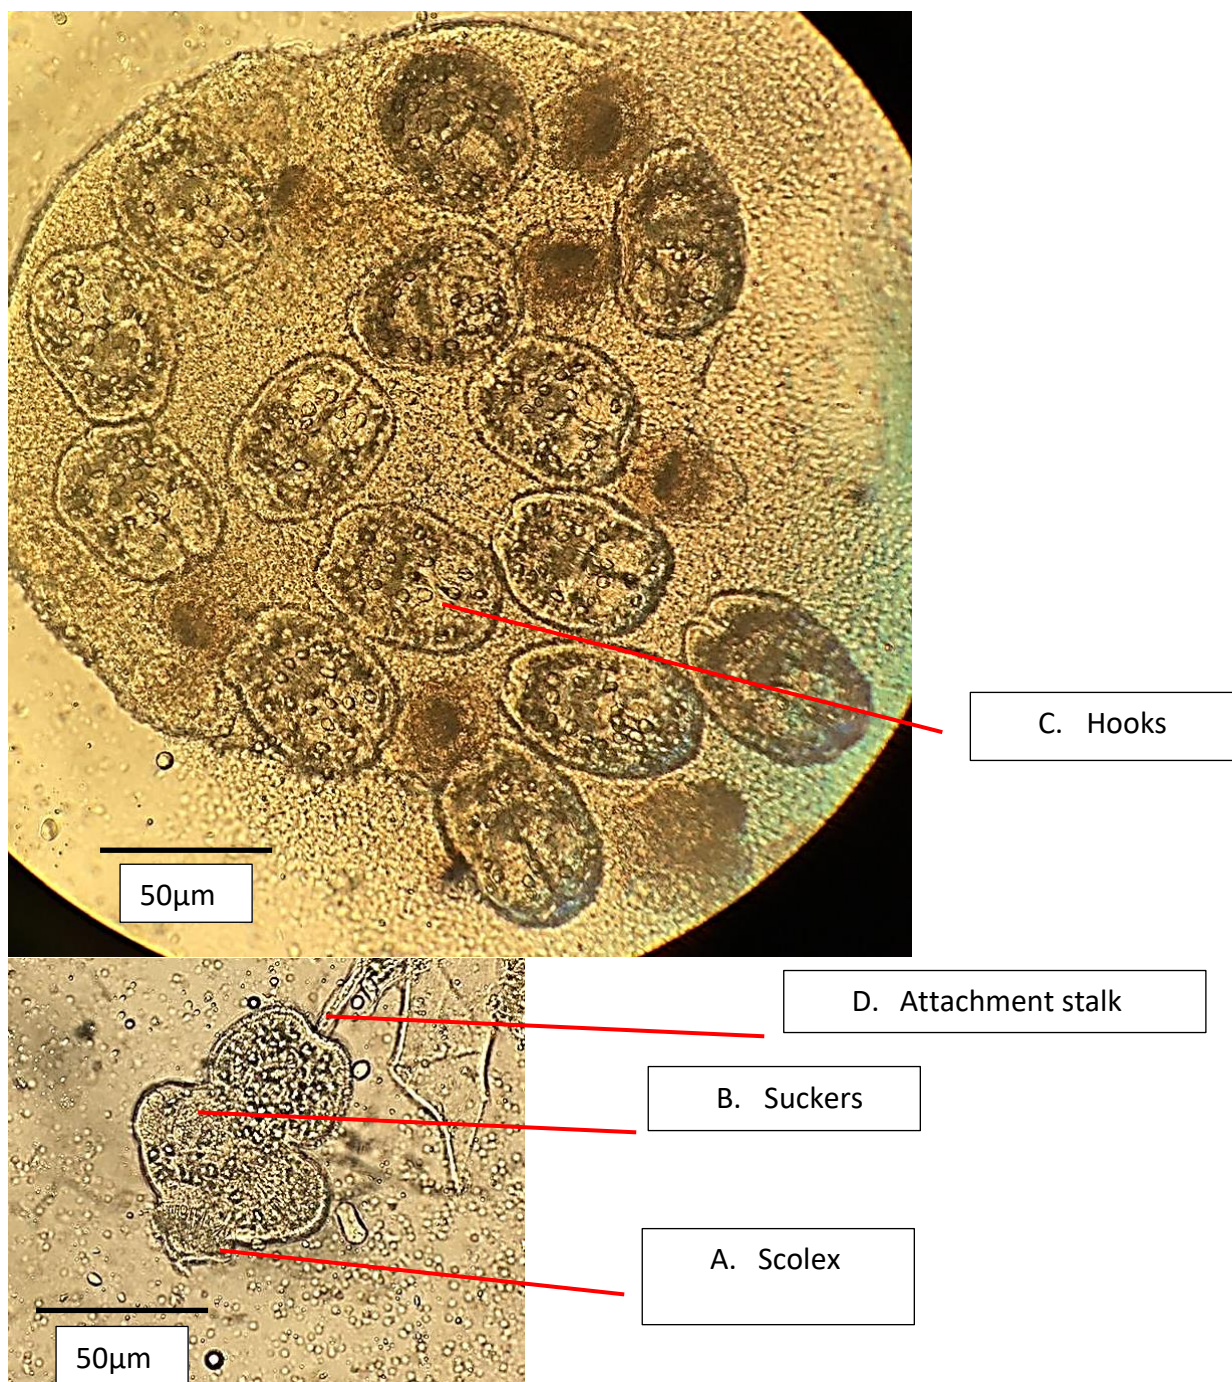 C. Hooks
50µm
D. Attachment stalk
B. Suckers
A. Scolex
50µm